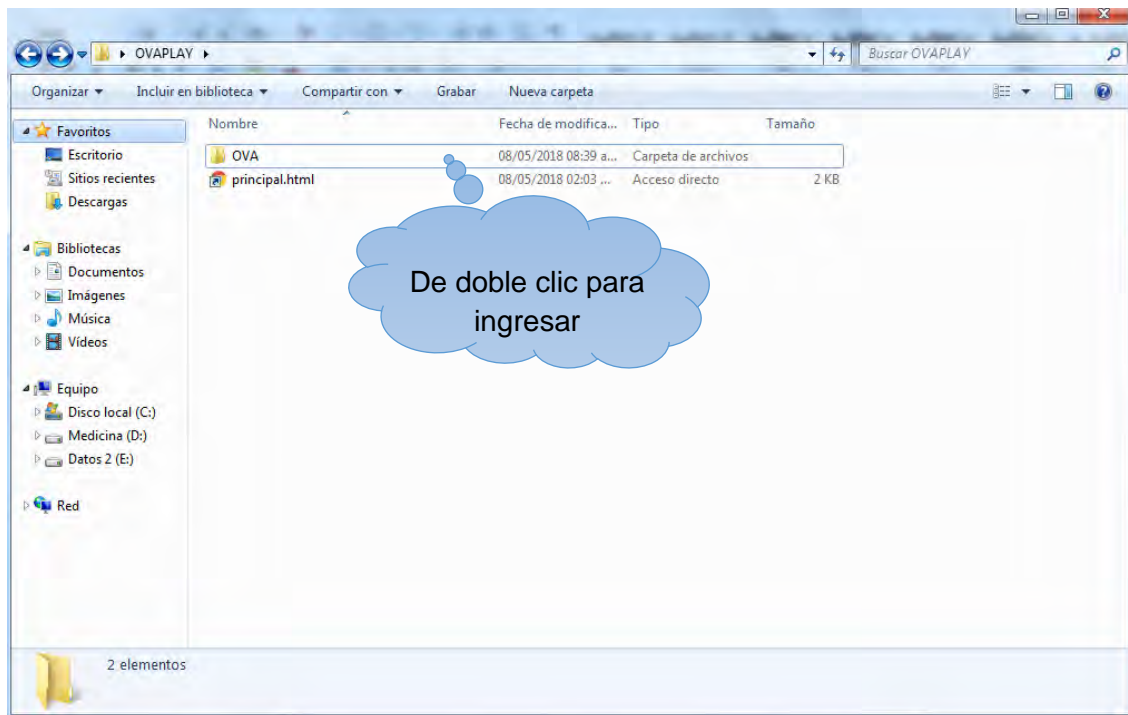 OVAPLAY
Buscar OVAPLAY
Organizar Incluir en biblioteca Compartir con Grabar Nueva carpeta
Favoritos
Escritorio
Sitios recientes
Descargas
Bibliotecas
Documentos
Imágenes
Música
Vídeos
Equipo
Disco local (C:)
Medicina (D:)
Datos 2 (E:)
Red
Nombre Fecha de modifica... Tipo Tamaño
OVA 08/05/2018 08:39 a... Carpeta de archivos
principal.html 08/05/2018 02:03 ... Acceso directo 2 KB
De doble clic para
ingresar
2 elementos